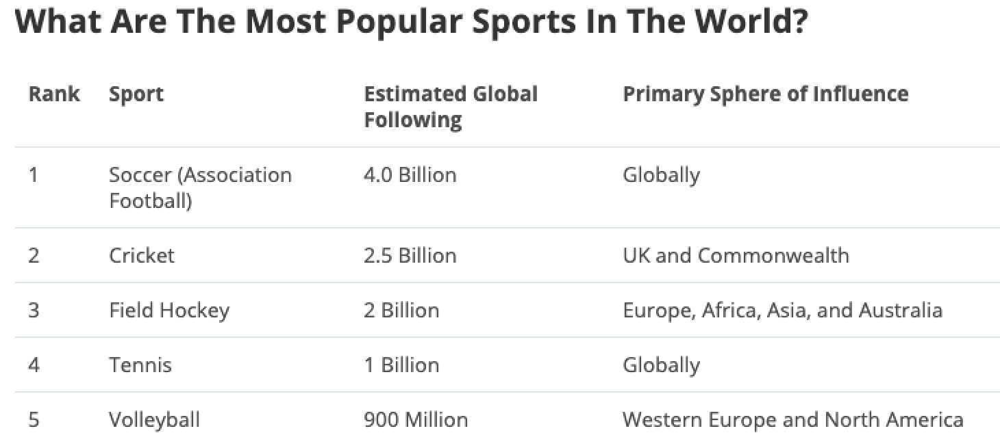 What Are The Most Popular Sports In The World?
Rank Sport Estimated Global Following Primary Sphere of Influence
1 Soccer (Association Football) 4.0 Billion Globally
2 Cricket 2.5 Billion UK and Commonwealth
3 Field Hockey 2 Billion Europe, Africa, Asia, and Australia
4 Tennis 1 Billion Globally
5 Volleyball 900 Million Western Europe and North America